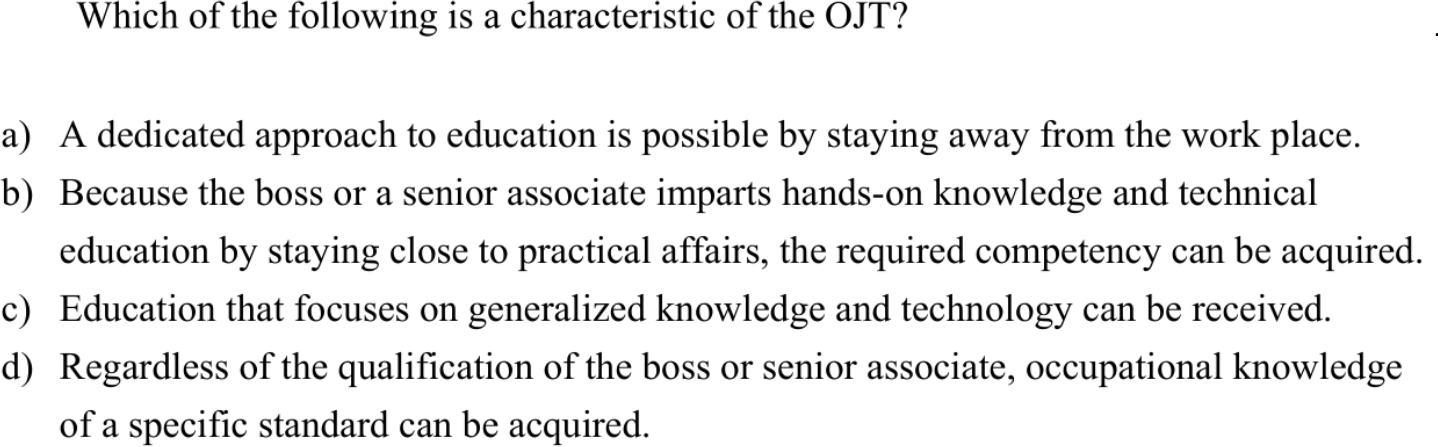 Which of the following is a characteristic of the OJT?
a) A dedicated approach to education is possible by staying away from the work place.
b) Because the boss or a senior associate imparts hands-on knowledge and technical
education by staying close to practical affairs, the required competency can be acquired.
c) Education that focuses on generalized knowledge and technology can be received.
d) Regardless of the qualification of the boss or senior associate, occupational knowledge
of a specific standard can be acquired.